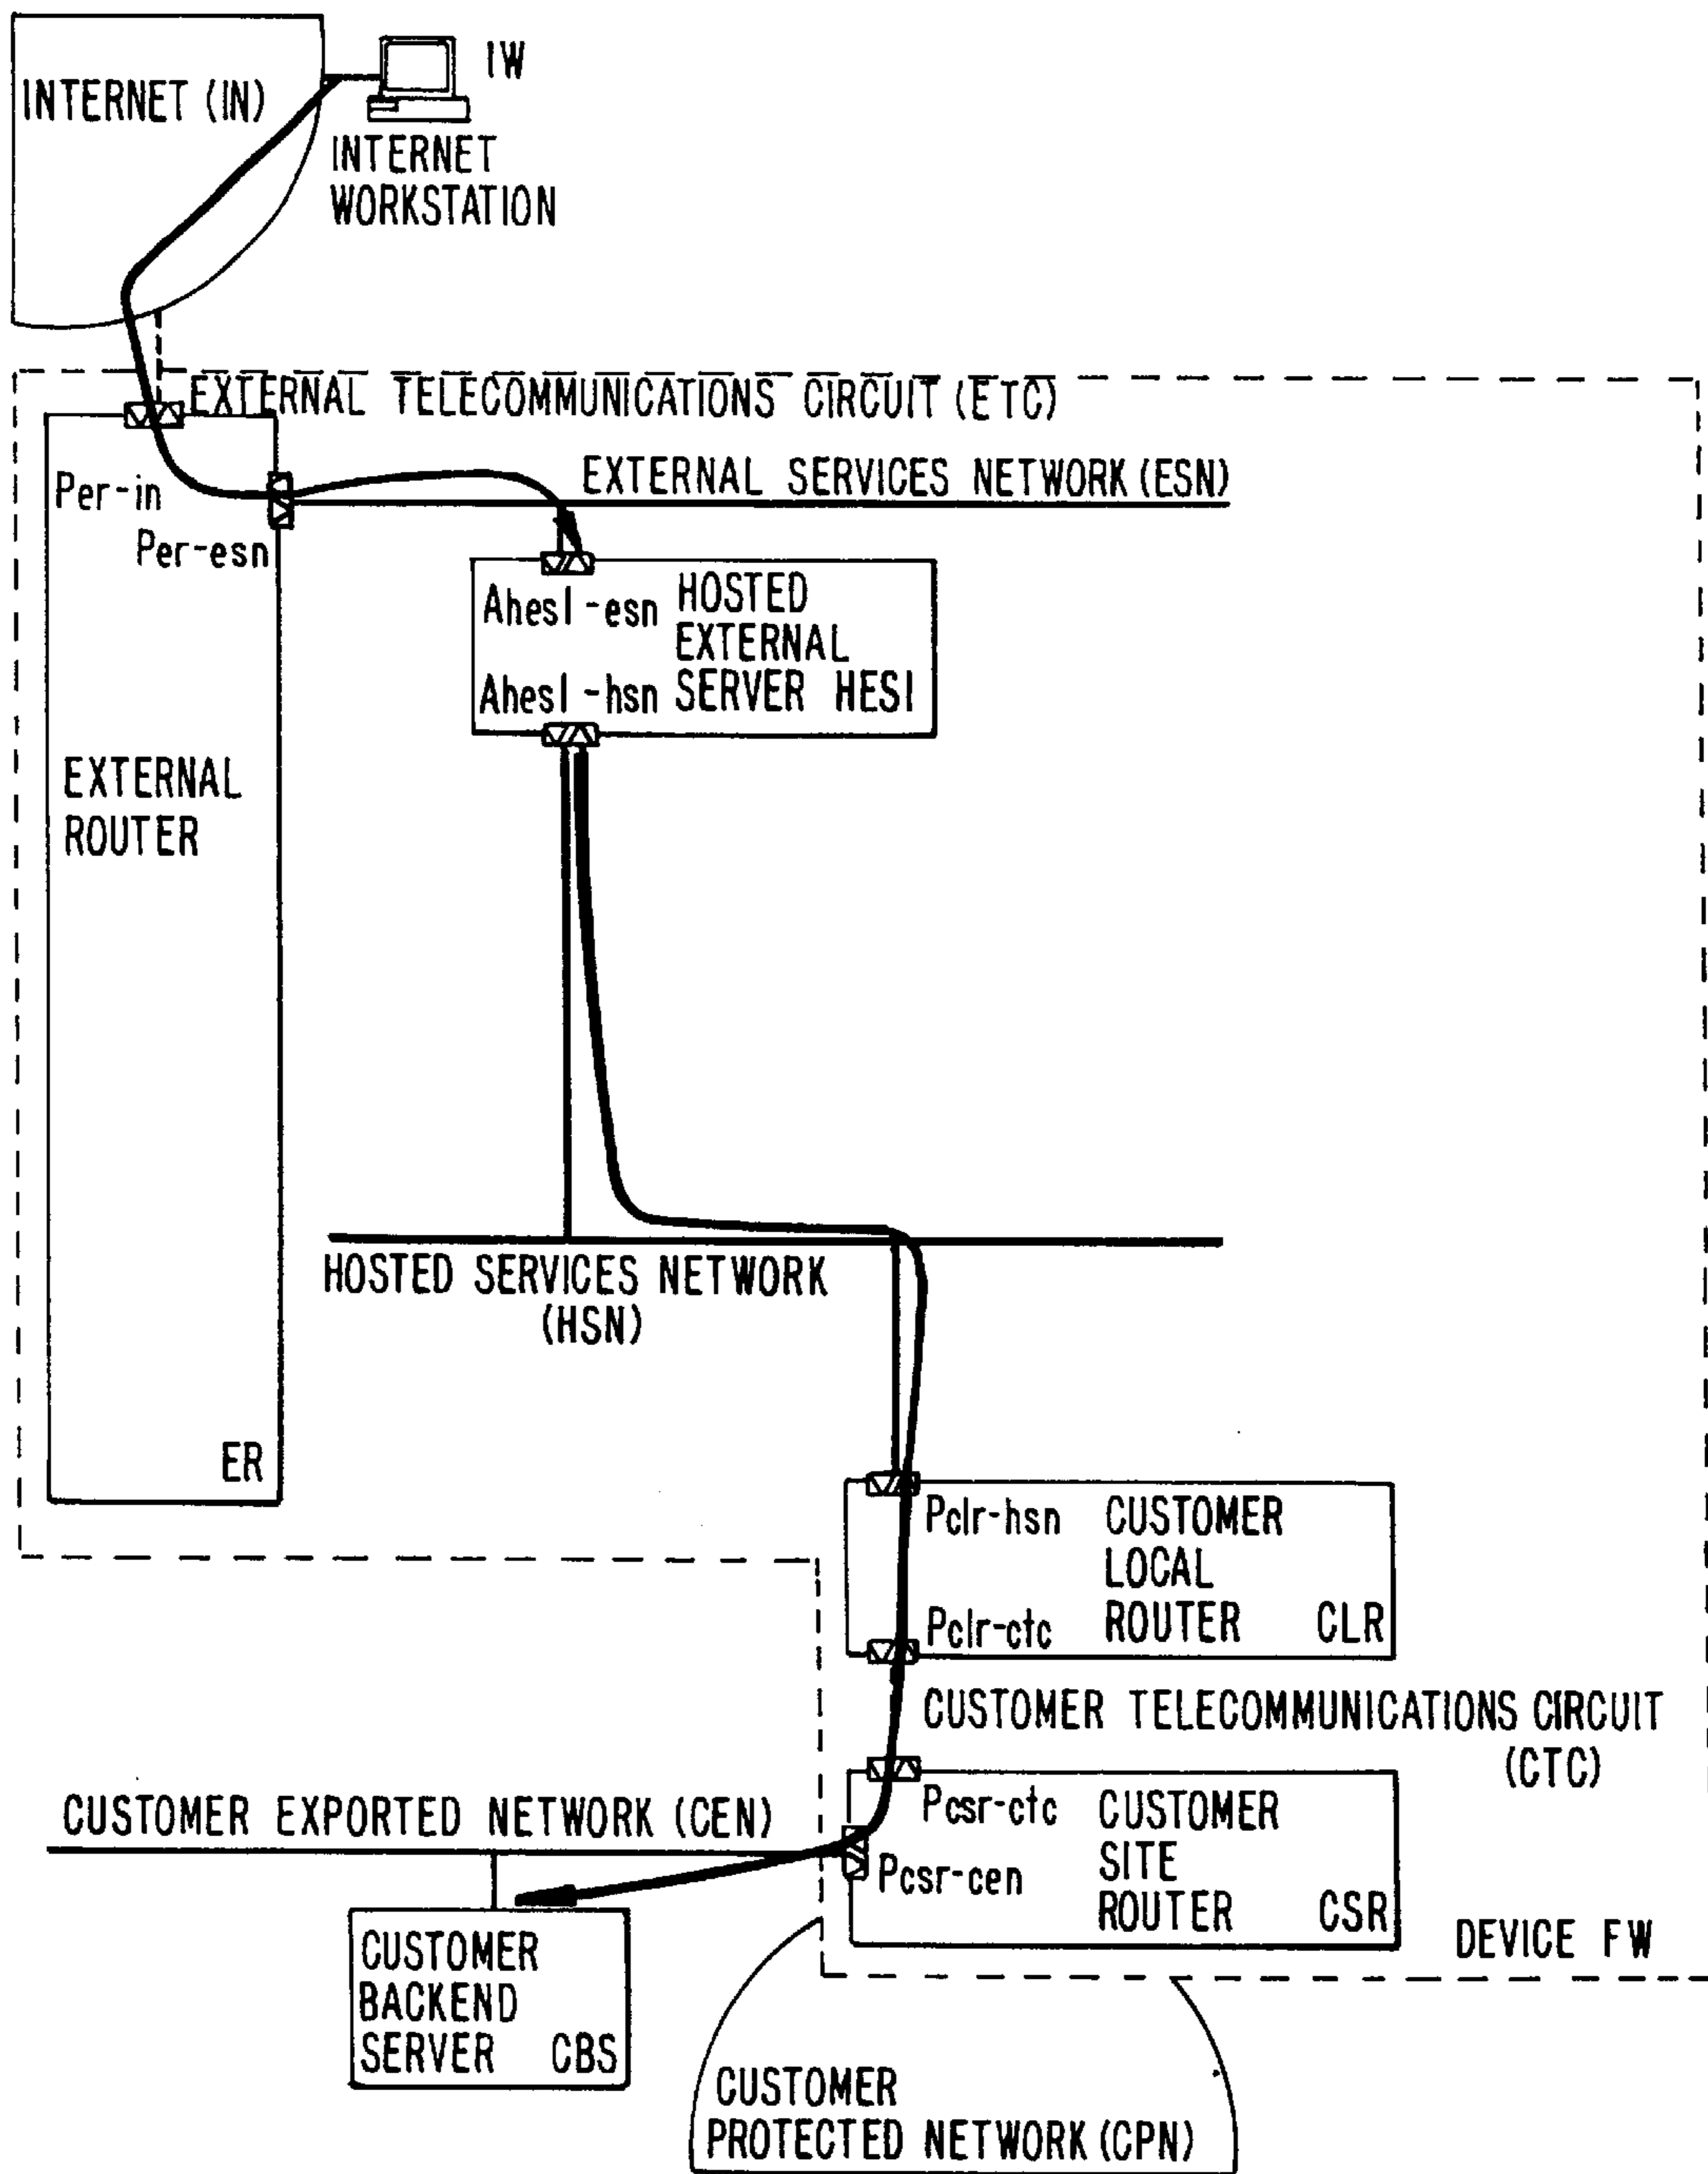 IW
INTERNET (IN)
INTERNET
WORKSTATION
EXTERNAL TELECOMMUNICATIONS CIRCUIT (ETC)
EXTERNAL SERVICES NETWORK (ESN)
Per-in
Per-esn
Ahes1-esn
HOSTED
EXTERNAL
SERVER HES1
Ahes1-hsn
EXTERNAL
ROUTER
ER
HOSTED SERVICES NETWORK
(HSN)
Pclr-hsn
CUSTOMER
LOCAL
ROUTER CLR
Pclr-ctc
CUSTOMER TELECOMMUNICATIONS CIRCUIT
(CTC)
Pcsr-ctc
CUSTOMER
SITE
ROUTER CSR
Pcsr-cen
CUSTOMER EXPORTED NETWORK (CEN)
DEVICE FW
CUSTOMER
BACKEND
SERVER CBS
CUSTOMER
PROTECTED NETWORK (CPN)